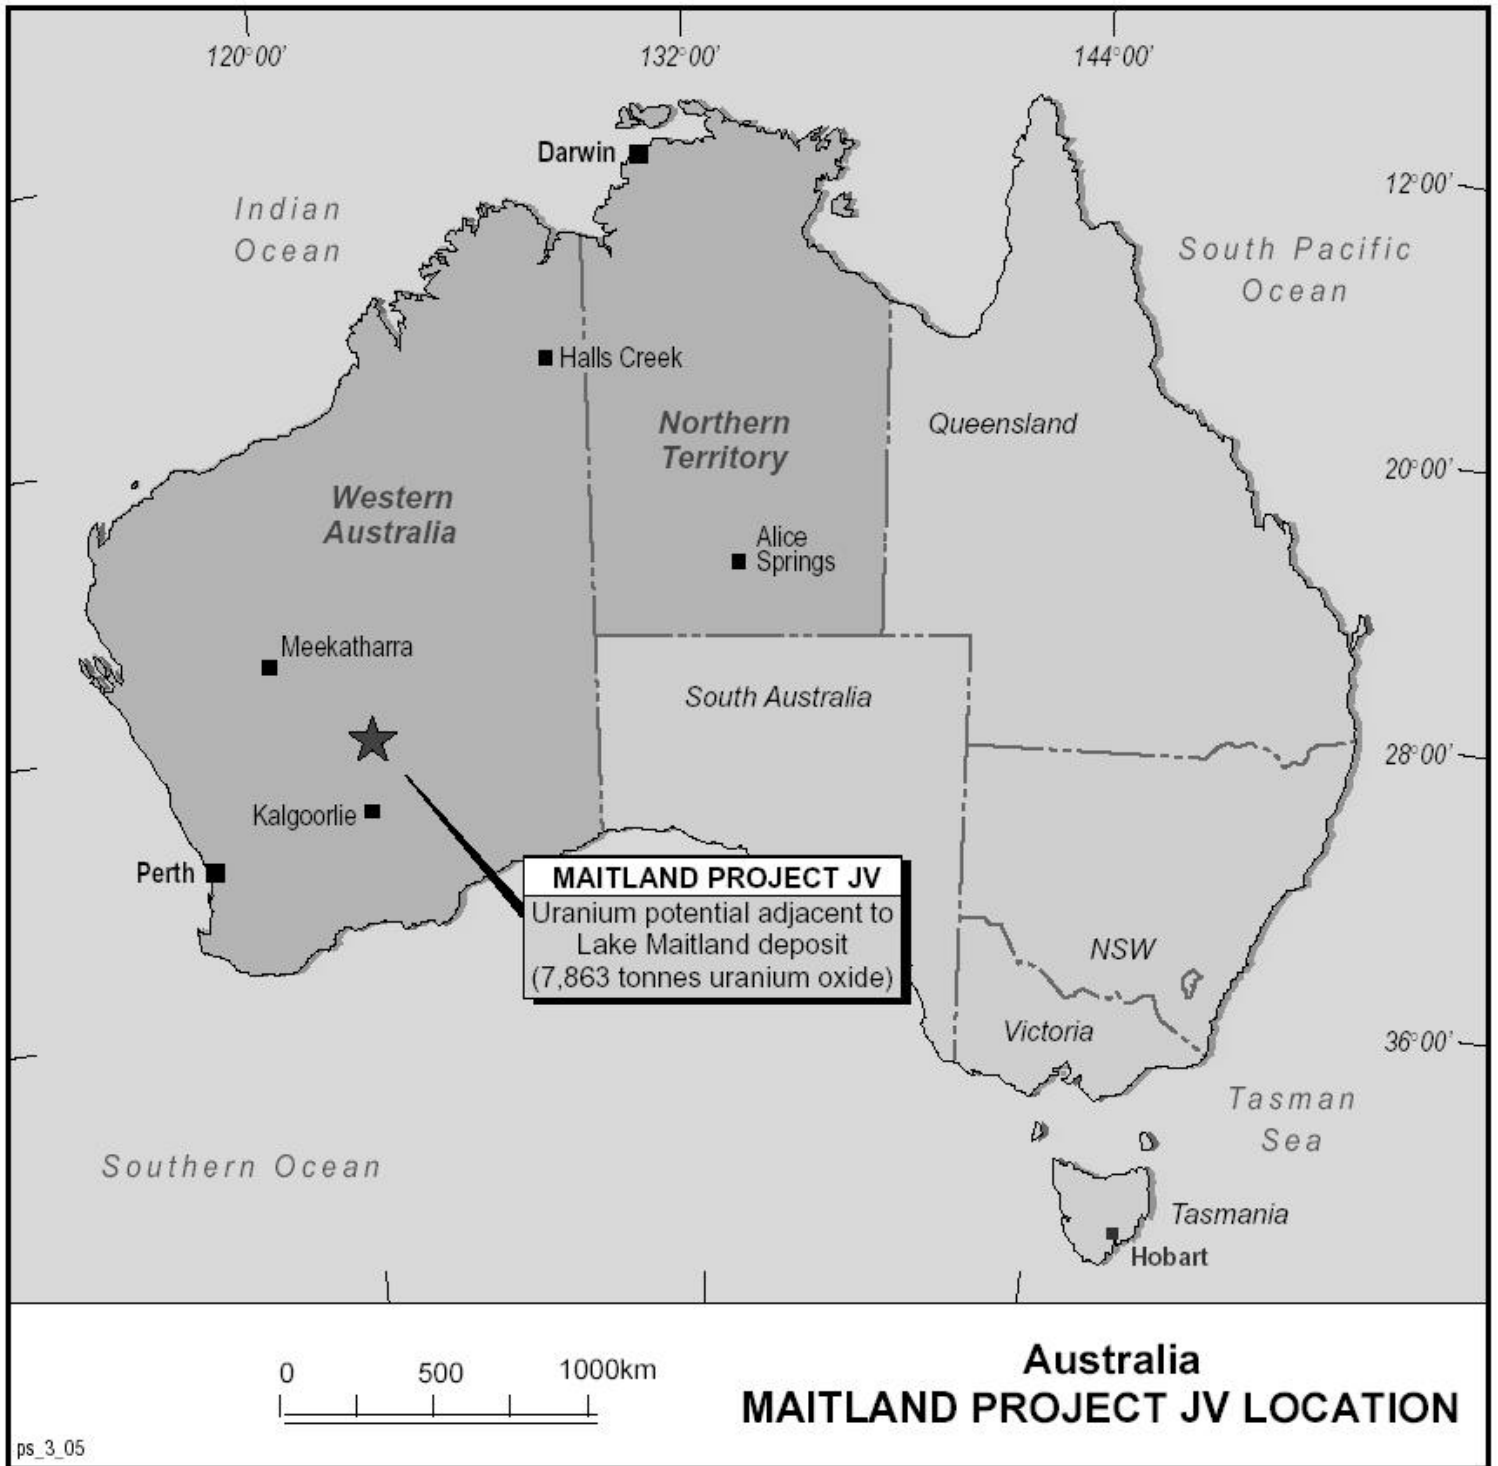 120°00'
132°00'
144°00'
Darwin
12°00'
Indian
Ocean
South Pacific
Ocean
Halls Creek
Northern
Territory
Queensland
20°00'
Western
Australia
Alice
Springs
Meekatharra
South Australia
28°00'
Kalgoorlie
Perth
MAITLAND PROJECT JV
Uranium potential adjacent to
Lake Maitland deposit
(7,863 tonnes uranium oxide)
NSW
Victoria
36°00'
Tasman
Sea
Southern Ocean
Tasmania
Hobart
0 500 1000km
Australia
MAITLAND PROJECT JV LOCATION
ps_3_05